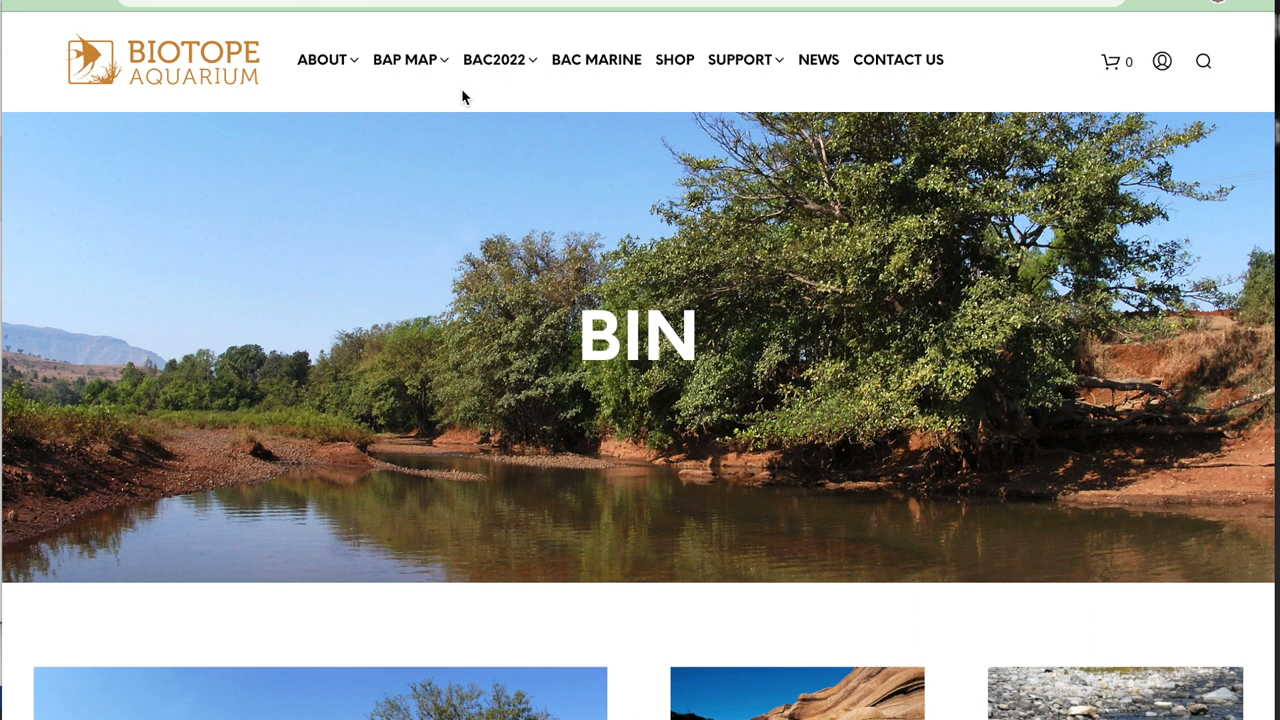 BIOTOPE
AQUARIUM
ABOUT BAP MAP BAC2022 BAC MARINE SHOP SUPPORT NEWS CONTACT US
0
BIN